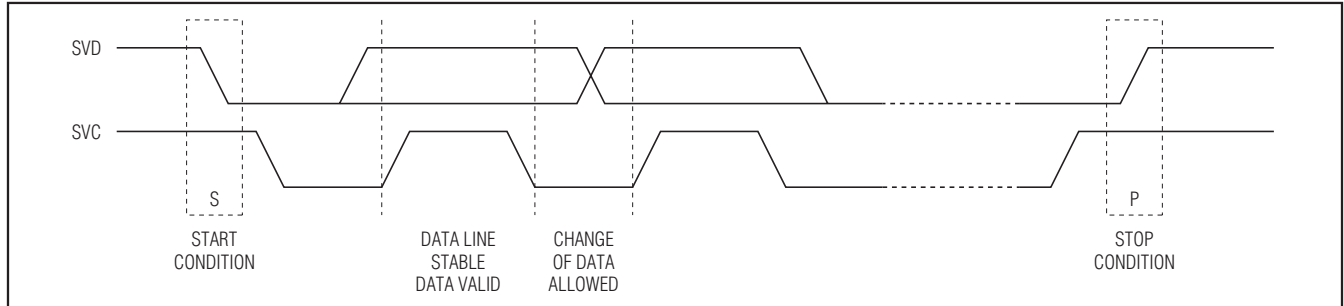 SVD
SVC
S
P
START
CONDITION
DATA LINE
STABLE
DATA VALID
CHANGE
OF DATA
ALLOWED
STOP
CONDITION